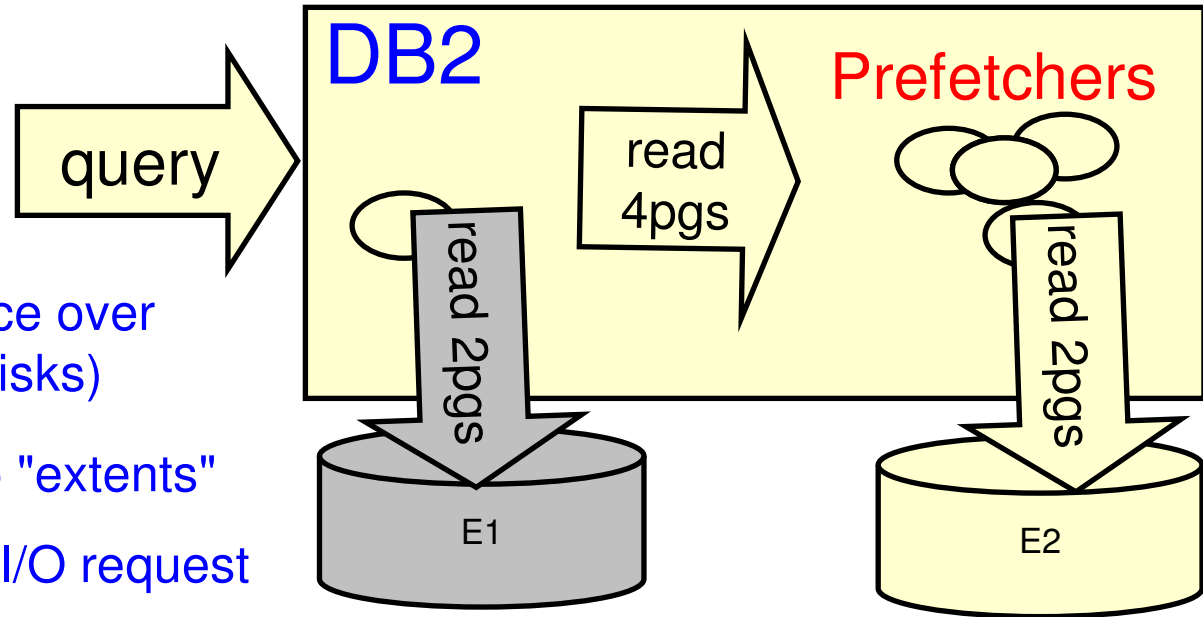 DB2
Prefetchers
query
read
4pgs
read 2pgs
read 2pgs
ce over
isks)
"extents"
I/O request
E1
E2